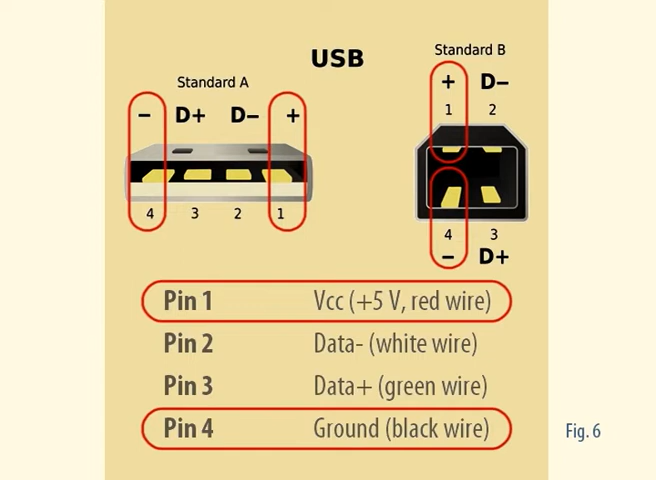 USB
Standard A
− D+ D− +
4 3 2 1
Standard B
+ D−
1 2
4 3
− D+
Pin 1 Vcc (+5 V, red wire)
Pin 2 Data- (white wire)
Pin 3 Data+ (green wire)
Pin 4 Ground (black wire)
Fig. 6